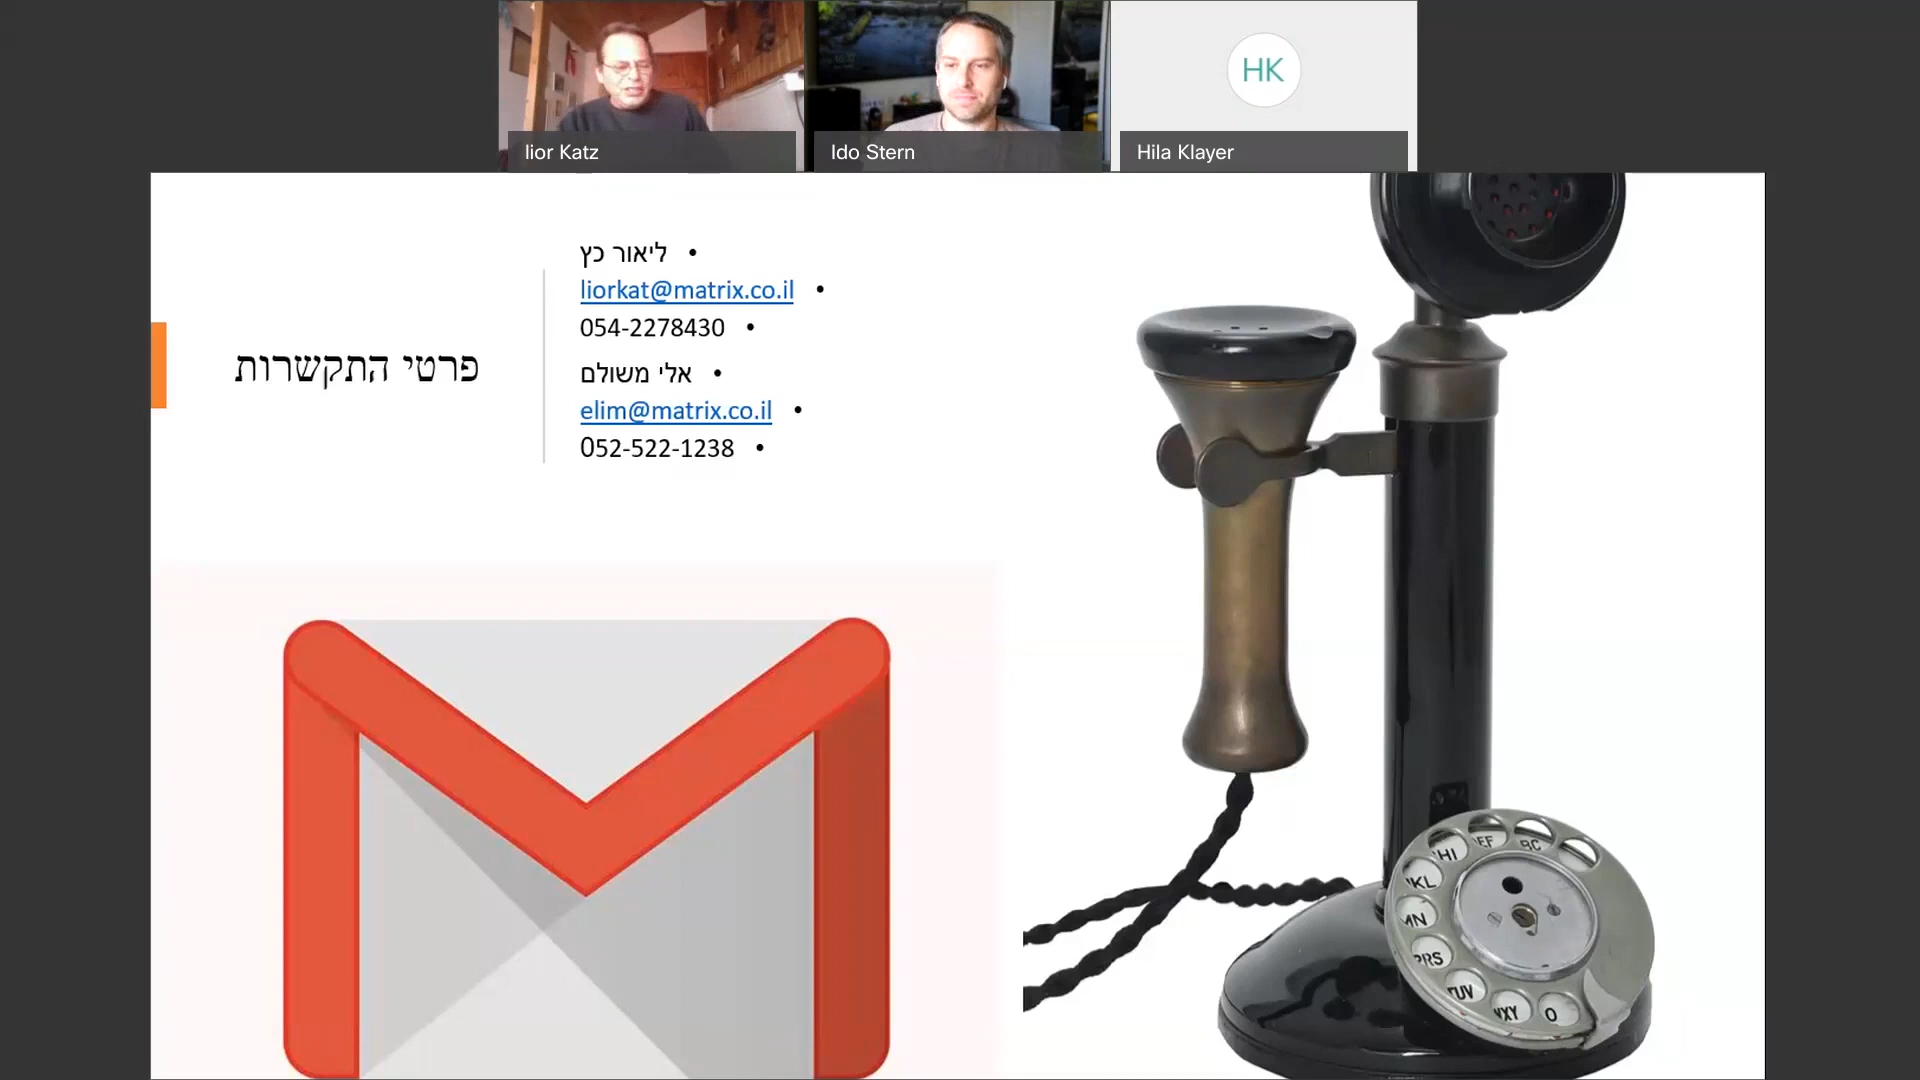 lior Katz
Ido Stern
HK
Hila Klayer
פרטי התקשרות
ליאור כץ
liorkat@matrix.co.il
054-2278430
אלי משולם
elim@matrix.co.il
052-522-1238
TUV
O